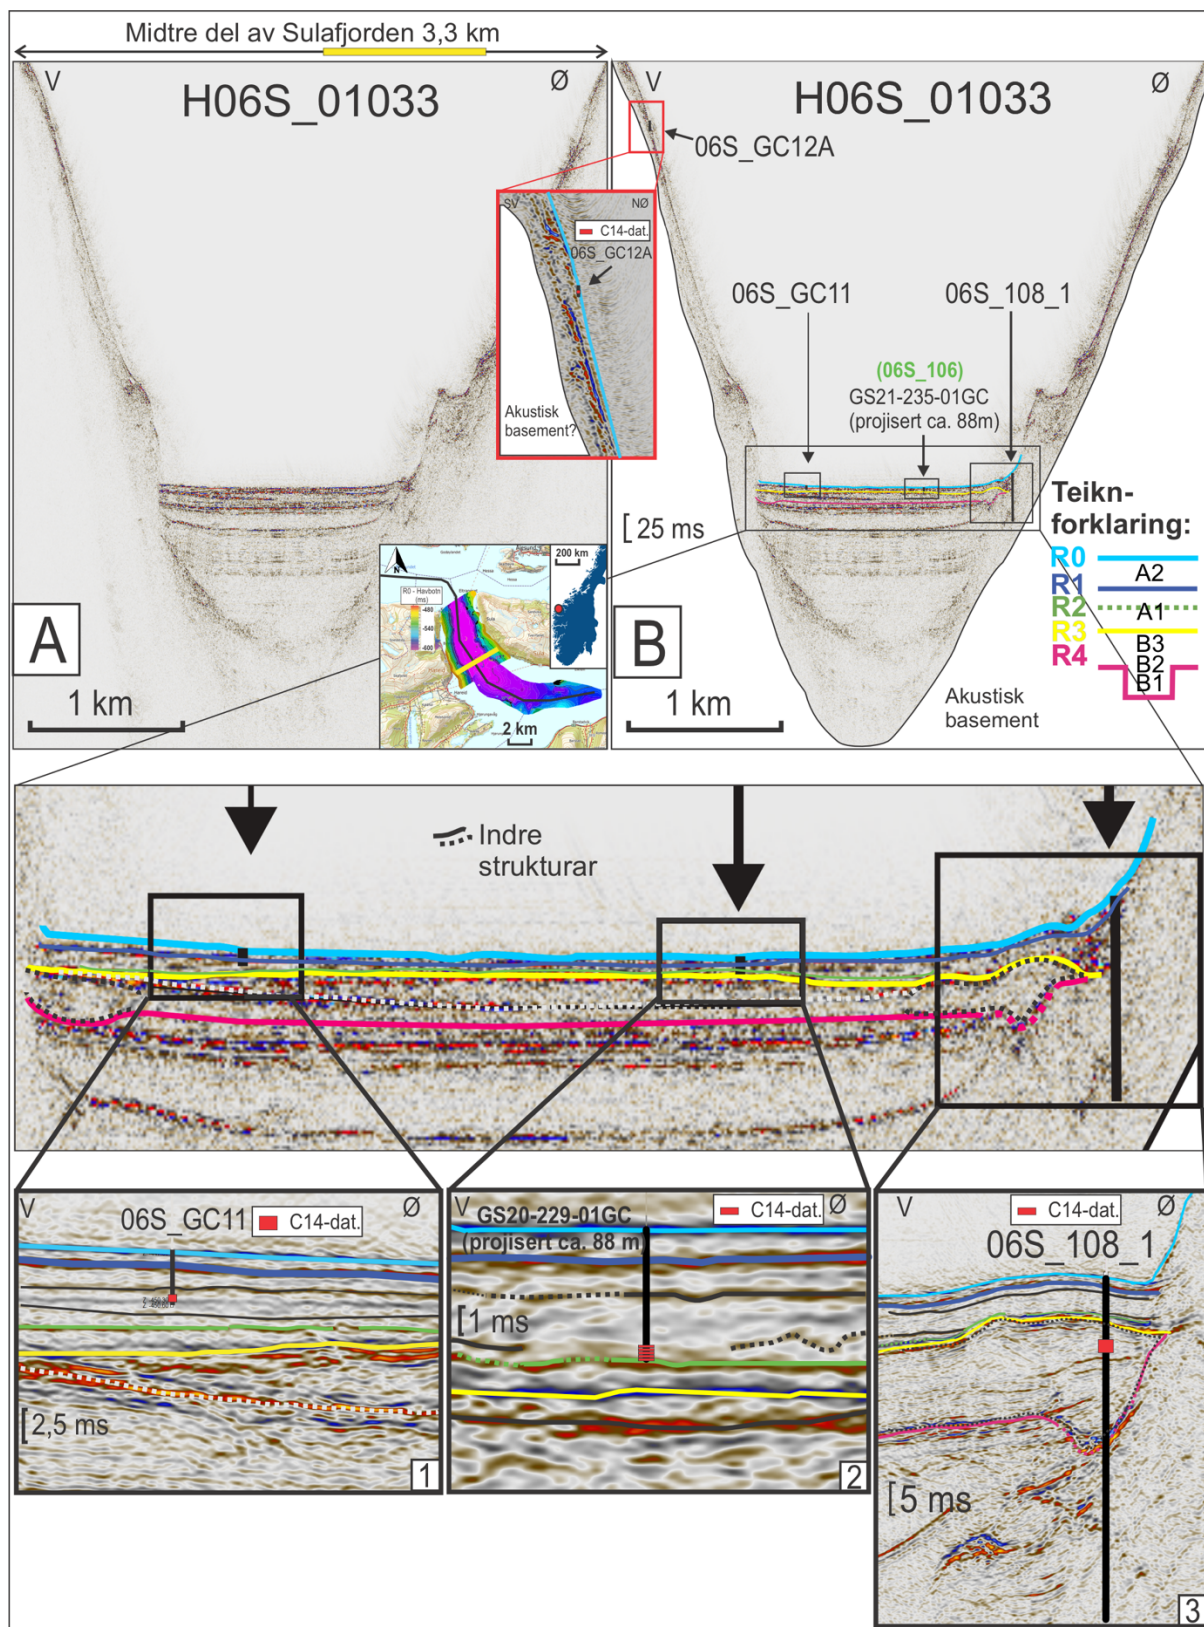 Midtre del av Sulafjorden 3,3 km
V
Ø
H06S_01033
A
1 km
R0 - Havbotn
(ms)
-480
-540
-600
N
200 km
2 km
V
Ø
H06S_01033
06S_GC12A
SV
NØ
C14-dat.
06S_GC12A
Akustisk
basement?
06S_GC11
06S_108_1
(06S_106)
GS21-235-01GC
(projisert ca. 88m)
[ 25 ms
B
1 km
Akustisk
basement
Teikn-
forklaring:
R0
A2
R1
R2
A1
R3
B3
B2
R4
B1
Indre
strukturar
V
Ø
06S_GC11
C14-dat.
[2,5 ms
1
V
Ø
GS20-229-01GC
(projisert ca. 88 m)
C14-dat.
[1 ms
2
V
Ø
C14-dat.
06S_108_1
[5 ms
3